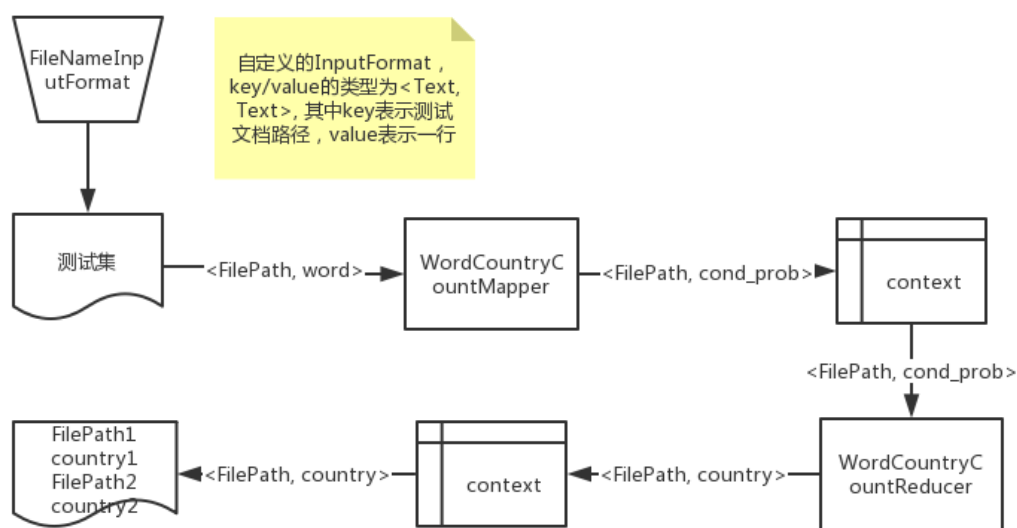 FileNameInp
utFormat
自定义的InputFormat，
key/value的类型为<Text,
Text>, 其中key表示测试
文档路径，value表示一行
测试集
<FilePath, word>
WordCountryC
ountMapper
<FilePath, cond_prob>
context
<FilePath, cond_prob>
FilePath1
country1
FilePath2
country2
<FilePath, country>
context
<FilePath, country>
WordCountryC
ountReducer